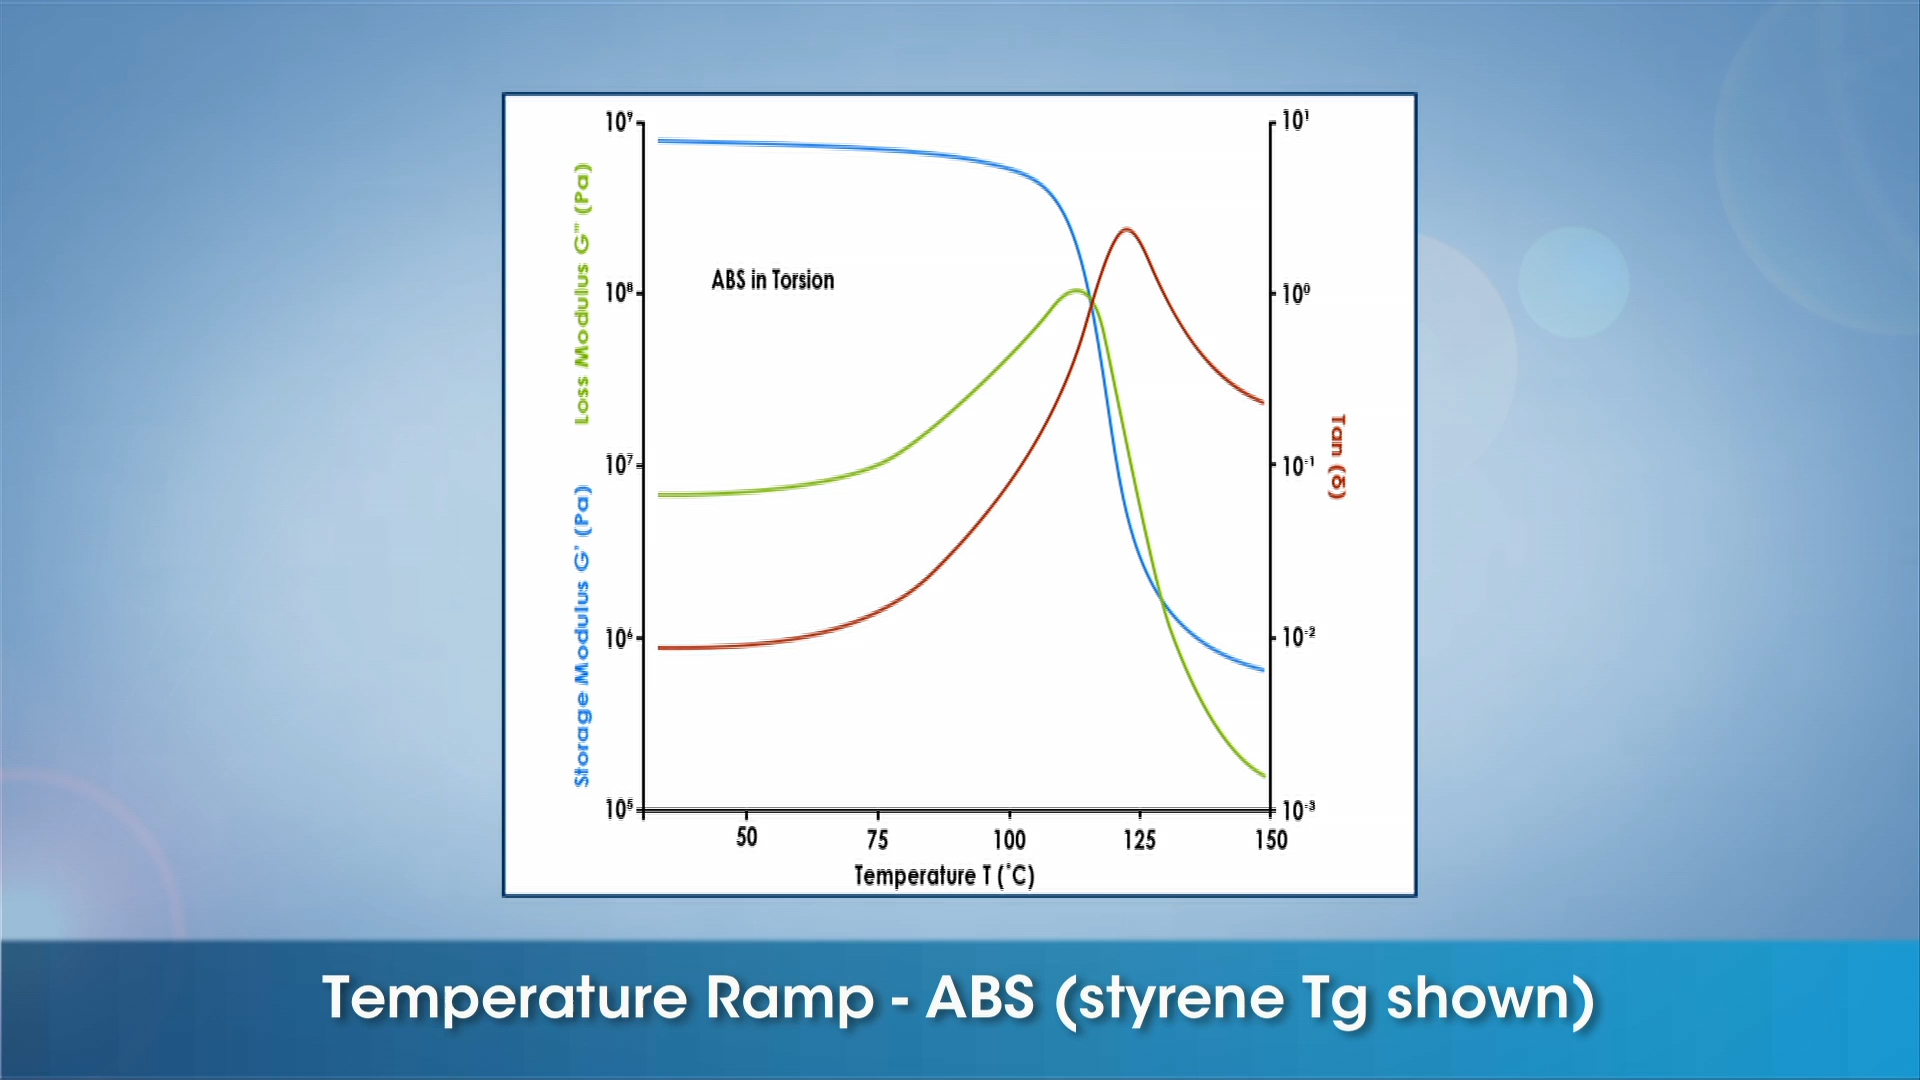 10⁹
10⁸
10⁷
10⁶
10⁵
Loss Modulus G" (Pa)
Storage Modulus G' (Pa)
ABS in Torsion
10¹
10⁰
10⁻¹
10⁻²
10⁻³
Tan (δ)
50 75 100 125 150
Temperature T (°C)
Temperature Ramp - ABS (styrene Tg shown)